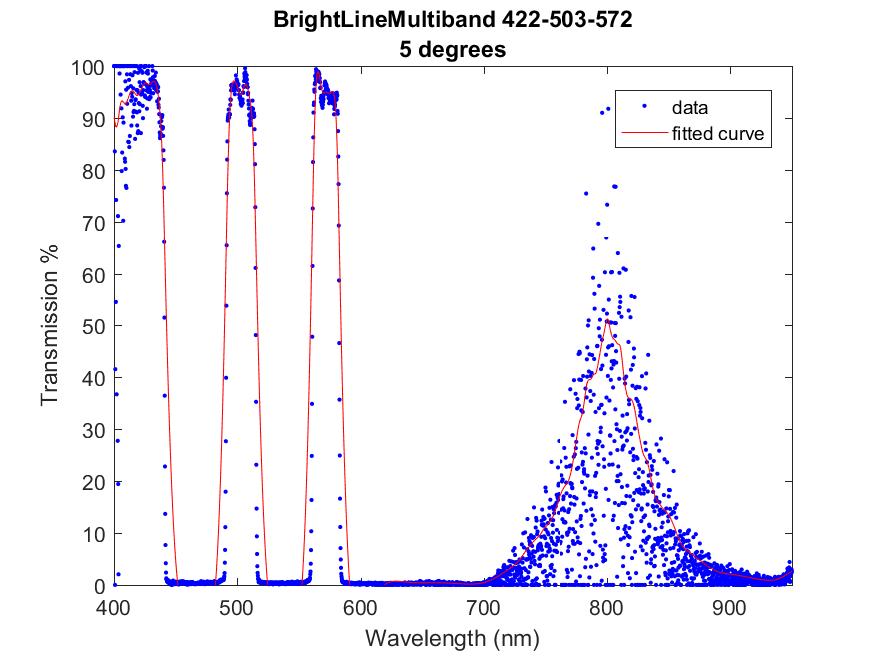 BrightLineMultiband 422-503-572
5 degrees
100
90
80
70
60
50
40
30
20
10
0
Transmission %
data
fitted curve
400 500 600 700 800 900
Wavelength (nm)